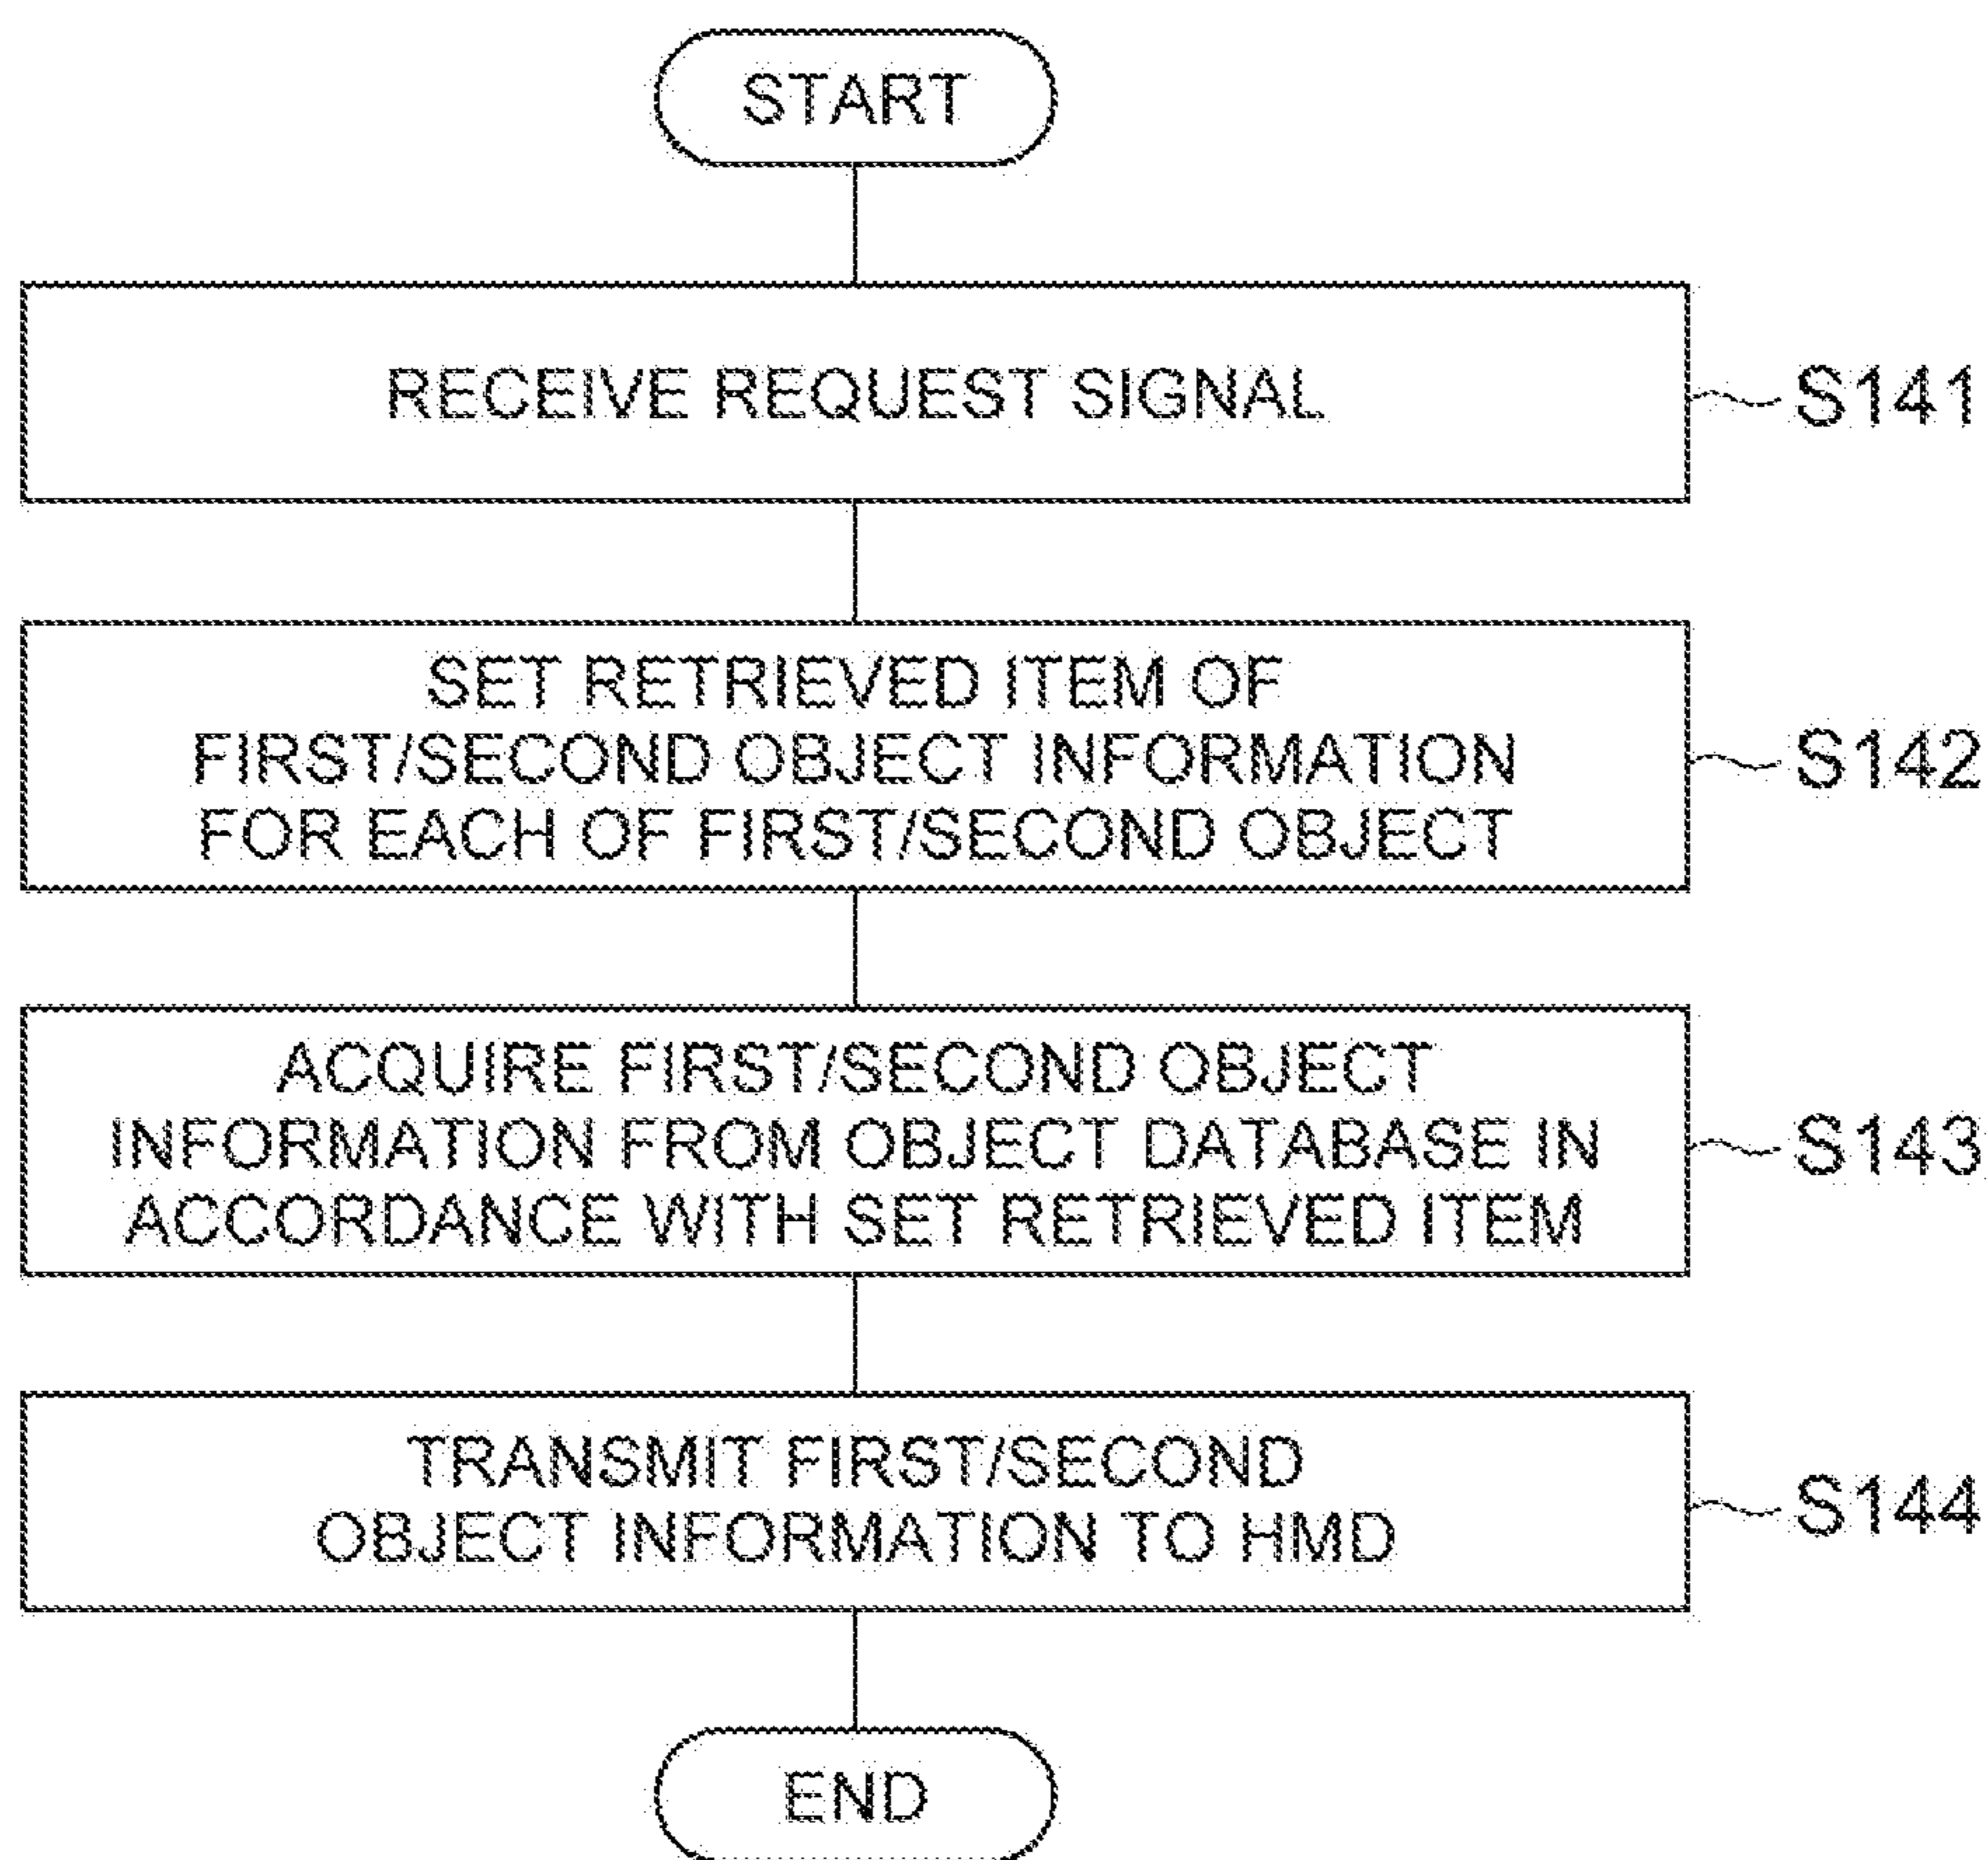 START
RECEIVE REQUEST SIGNAL
S141
SET RETRIEVED ITEM OF
FIRST/SECOND OBJECT INFORMATION
FOR EACH OF FIRST/SECOND OBJECT
S142
ACQUIRE FIRST/SECOND OBJECT
INFORMATION FROM OBJECT DATABASE IN
ACCORDANCE WITH SET RETRIEVED ITEM
S143
TRANSMIT FIRST/SECOND
OBJECT INFORMATION TO HMD
S144
END